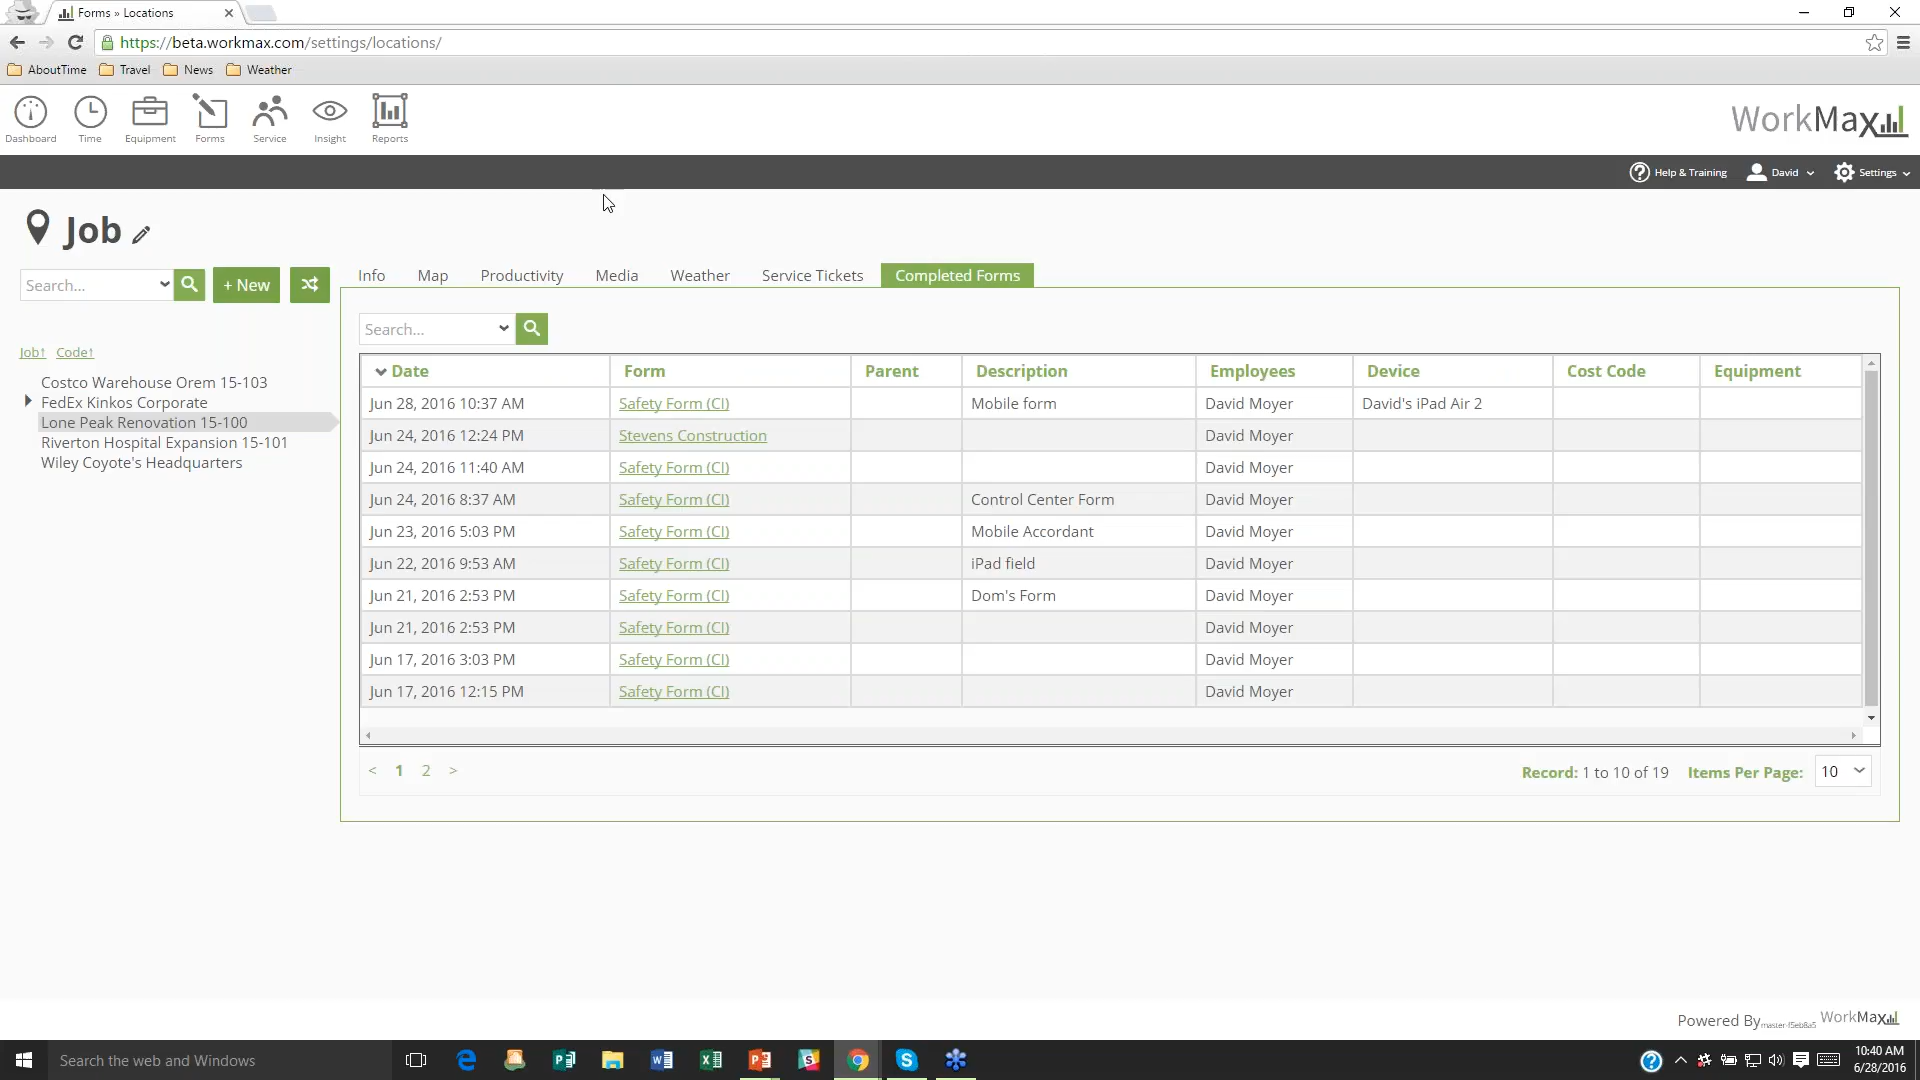 Forms » Locations
https://beta.workmax.com/settings/locations/
AboutTime Travel News Weather
Dashboard Time Equipment Forms Service Insight Reports
WorkMax
Help & Training David Settings
Job
Search... + New
Info Map Productivity Media Weather Service Tickets Completed Forms
Search...
Job↑ Code↑
Costco Warehouse Orem 15-103
FedEx Kinkos Corporate
Lone Peak Renovation 15-100
Riverton Hospital Expansion 15-101
Wiley Coyote's Headquarters
Date Form Parent Description Employees Device Cost Code Equipment
Jun 28, 2016 10:37 AM Safety Form (CI) Mobile form David Moyer David's iPad Air 2
Jun 24, 2016 12:24 PM Stevens Construction David Moyer
Jun 24, 2016 11:40 AM Safety Form (CI) David Moyer
Jun 24, 2016 8:37 AM Safety Form (CI) Control Center Form David Moyer
Jun 23, 2016 5:03 PM Safety Form (CI) Mobile Accordant David Moyer
Jun 22, 2016 9:53 AM Safety Form (CI) iPad field David Moyer
Jun 21, 2016 2:53 PM Safety Form (CI) Dom's Form David Moyer
Jun 21, 2016 2:53 PM Safety Form (CI) David Moyer
Jun 17, 2016 3:03 PM Safety Form (CI) David Moyer
Jun 17, 2016 12:15 PM Safety Form (CI) David Moyer
< 1 2 > Record: 1 to 10 of 19 Items Per Page: 10
Powered By master-f5eb8a5 WorkMax
Search the web and Windows
10:40 AM
6/28/2016